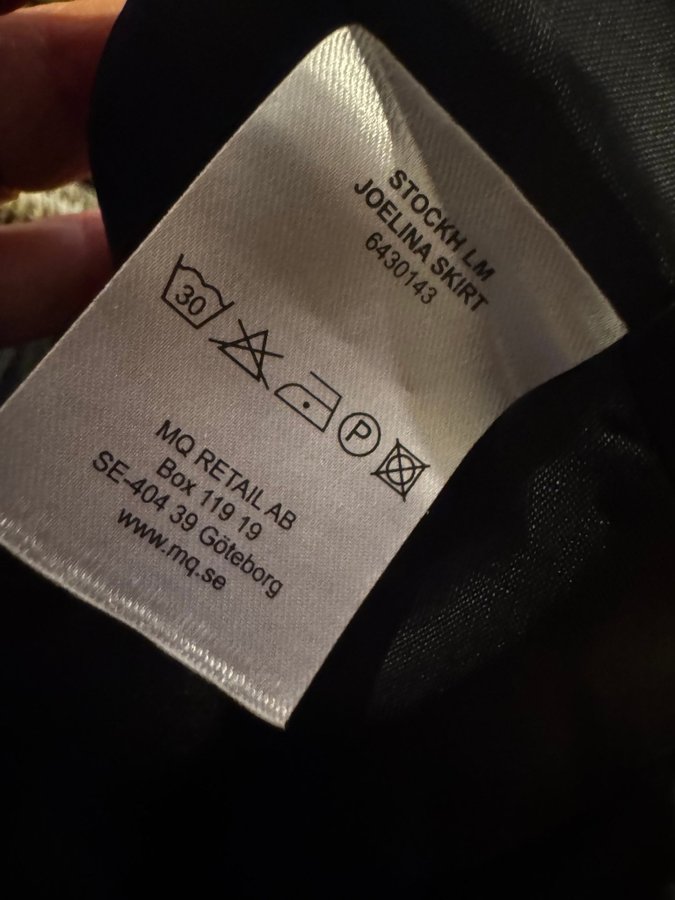 STOCKH LM
JOELINA SKIRT
6430143
30
P
MQ RETAIL AB
Box 119 19
SE-404 39 Göteborg
www.mq.se